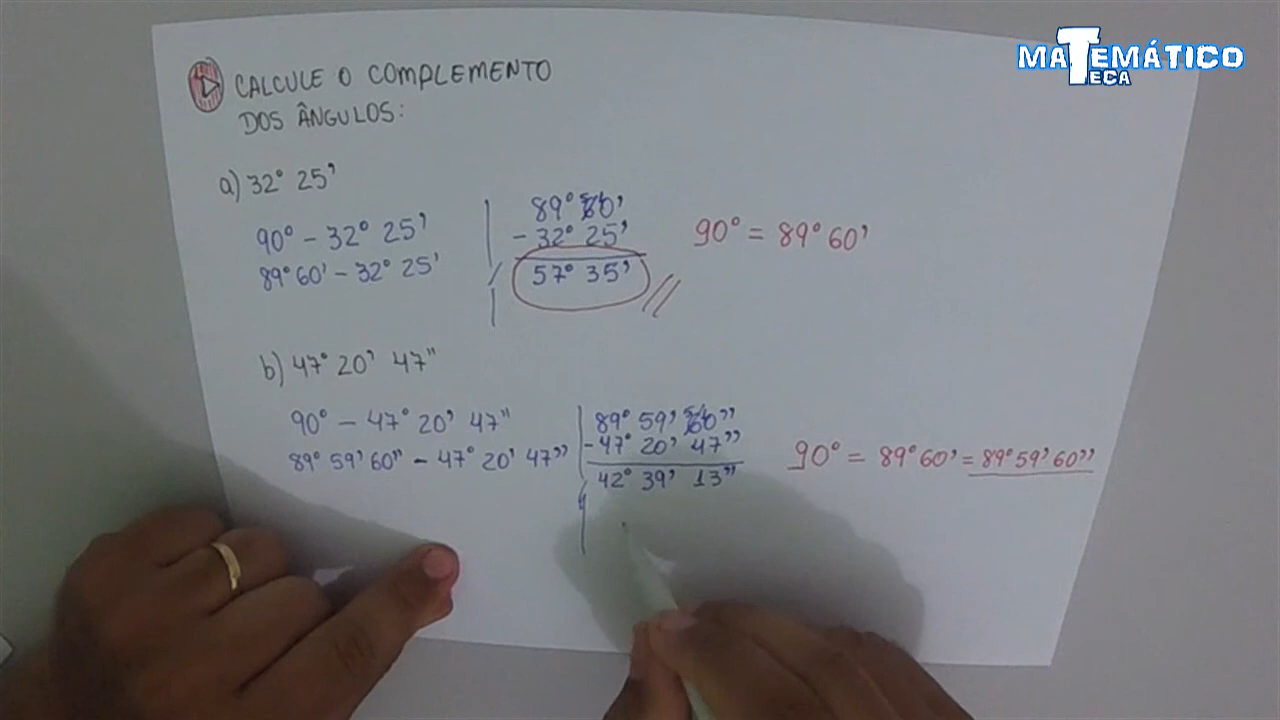 MATEMÁTICO
TECA
CALCULE O COMPLEMENTO
DOS ÂNGULOS:
a) 32° 25'
90° - 32° 25'
89° 60' - 32° 25'
89° 60'
- 32° 25'
57° 35'
90° = 89° 60'
b) 47° 20' 47"
90° - 47° 20' 47"
89° 59' 60" - 47° 20' 47"
89° 59' 60"
- 47° 20' 47"
42° 39' 13"
90° = 89° 60' = 89° 59' 60"